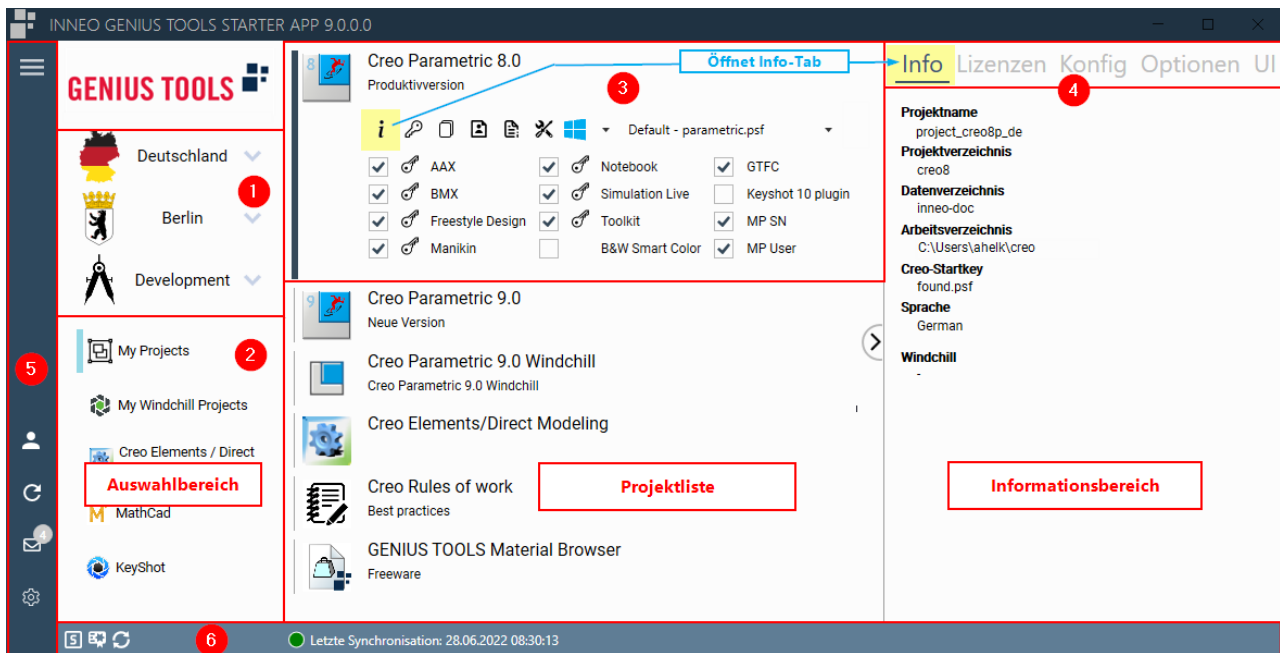 INNEO GENIUS TOOLS STARTER APP 9.0.0.0
GENIUS TOOLS
Deutschland
1
Berlin
Development
My Projects
2
My Windchill Projects
Creo Elements / Direct
Auswahlbereich
MathCad
KeyShot
5
4
8
Creo Parametric 8.0
Produktivversion
Öffnet Info-Tab
3
i
Default - parametric.psf
AAX
Notebook
GTFC
BMX
Simulation Live
Keyshot 10 plugin
Freestyle Design
Toolkit
MP SN
Manikin
B&W Smart Color
MP User
9
Creo Parametric 9.0
Neue Version
Creo Parametric 9.0 Windchill
Creo Parametric 9.0 Windchill
Creo Elements/Direct Modeling
Creo Rules of work
Best practices
Projektliste
GENIUS TOOLS Material Browser
Freeware
Info Lizenzen Konfig Optionen UI
4
Projektname
project_creo8p_de
Projektverzeichnis
creo8
Datenverzeichnis
inneo-doc
Arbeitsverzeichnis
C:\Users\ahelk\creo
Creo-Startkey
found.psf
Sprache
German
Windchill
-
Informationsbereich
S
6
Letzte Synchronisation: 28.06.2022 08:30:13